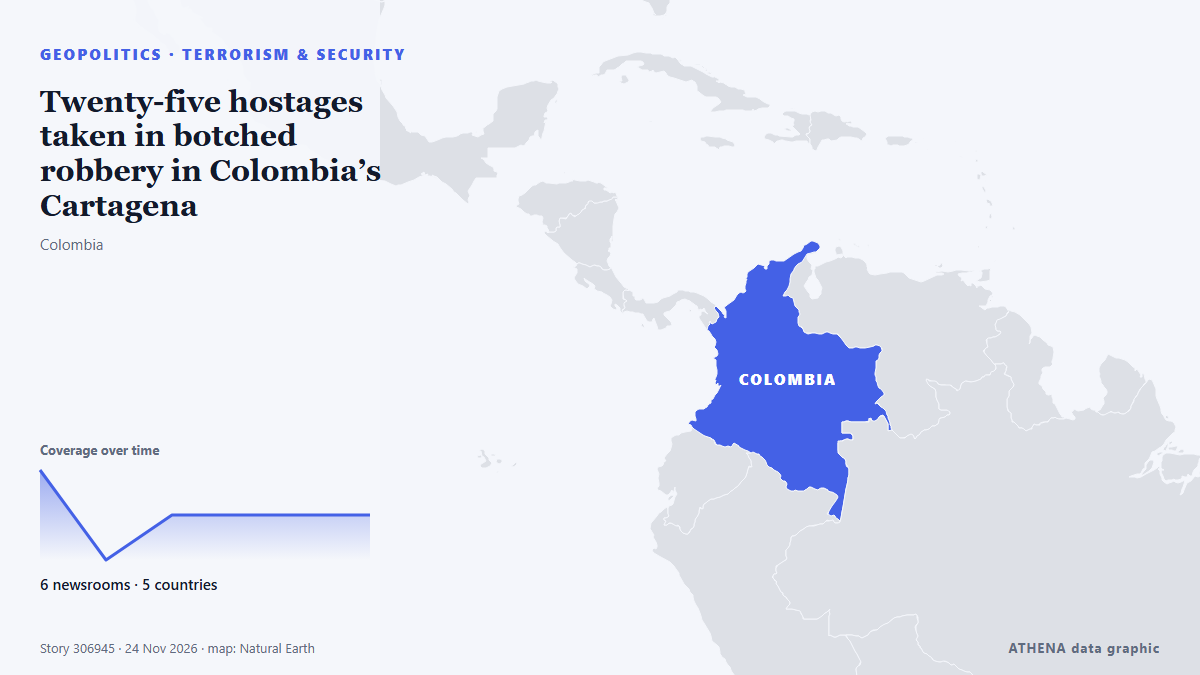 GEOPOLITICS · TERRORISM & SECURITY
Twenty-five hostages
taken in botched
robbery in Colombia’s
Cartagena
Colombia
COLOMBIA
Coverage over time
6 newsrooms · 5 countries
Story 306945 · 24 Nov 2026 · map: Natural Earth
ATHENA data graphic